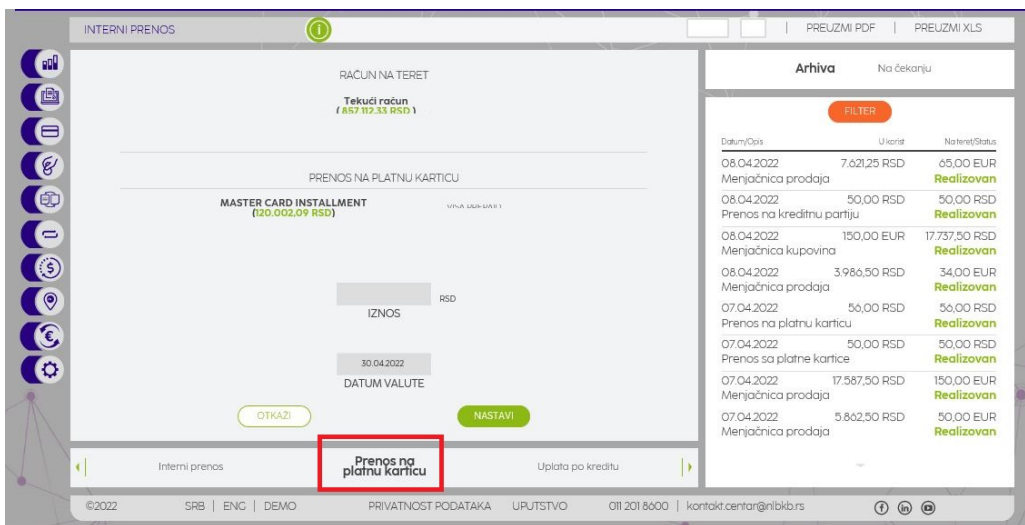 INTERNI PRENOS
| PREUZMI PDF | PREUZMI XLS
RAČUN NA TERET
Tekući račun
( 857.112,33 RSD )
PRENOS NA PLATNU KARTICU
MASTER CARD INSTALLMENT
(120.002,09 RSD)
RSD
IZNOS
30.04.2022
DATUM VALUTE
OTKAŽI
NASTAVI
Interni prenos
Prenos na
platnu karticu
Uplata po kreditu
Arhiva
Na čekanju
FILTER
Datum/Opis U korist Na teret/Status
08.04.2022 7.621,25 RSD 65,00 EUR
Menjačnica prodaja Realizovan
08.04.2022 50,00 RSD 50,00 RSD
Prenos na kreditnu partiju Realizovan
08.04.2022 150,00 EUR 17.737,50 RSD
Menjačnica kupovina Realizovan
08.04.2022 3.986,50 RSD 34,00 EUR
Menjačnica prodaja Realizovan
07.04.2022 56,00 RSD 56,00 RSD
Prenos na platnu karticu Realizovan
07.04.2022 50,00 RSD 50,00 RSD
Prenos sa platne kartice Realizovan
07.04.2022 17.587,50 RSD 150,00 EUR
Menjačnica prodaja Realizovan
07.04.2022 5.862,50 RSD 50,00 EUR
Menjačnica prodaja Realizovan
©2022 SRB | ENG | DEMO PRIVATNOST PODATAKA UPUTSTVO 011 201 8600 | kontakt.centar@nlbkb.rs